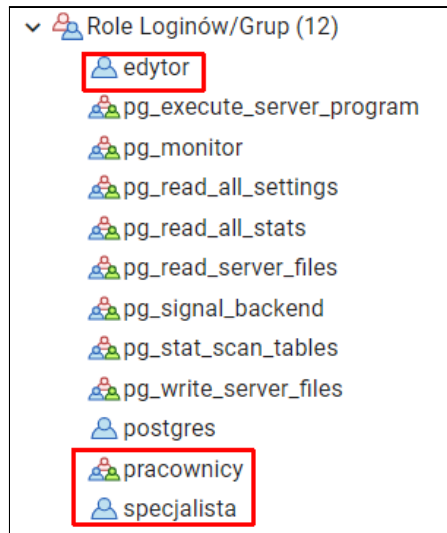 Role Loginów/Grup (12)
edytor
pg_execute_server_program
pg_monitor
pg_read_all_settings
pg_read_all_stats
pg_read_server_files
pg_signal_backend
pg_stat_scan_tables
pg_write_server_files
postgres
pracownicy
specjalista